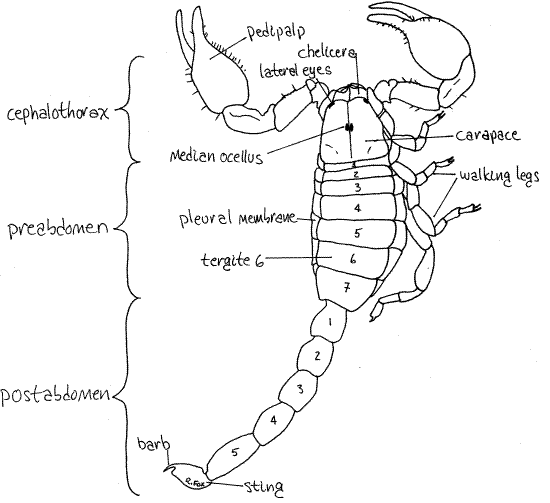 pedipalp
chelicera
lateral eyes
cephalothorax
carapace
Median ocellus
walking legs
1
2
3
4
pleural membrane
5
tergite 6
6
preabdomen
7
1
2
3
postabdomen
4
5
barb
R.Fox
sting